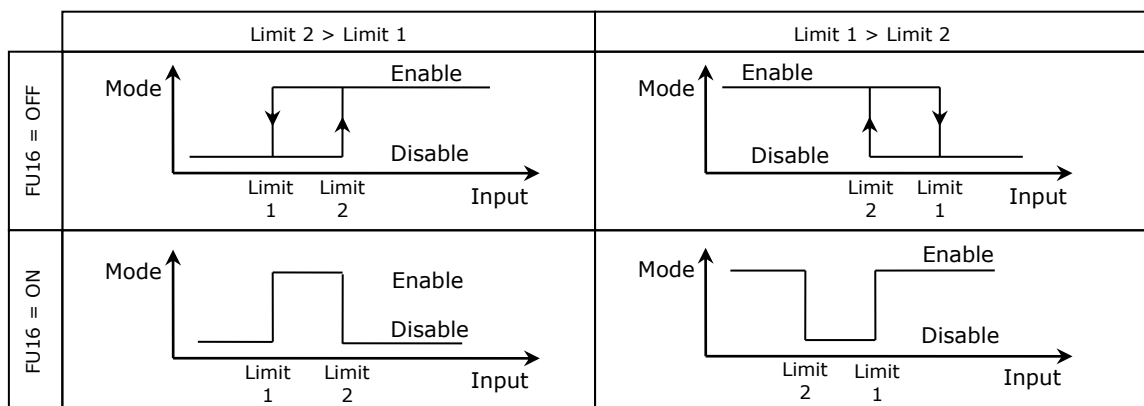 Limit 2 > Limit 1
Limit 1 > Limit 2
FU16 = OFF
Mode
Enable
Disable
Limit
1
Limit
2
Input
Mode
Enable
Disable
Limit
2
Limit
1
Input
FU16 = ON
Mode
Enable
Disable
Limit
1
Limit
2
Input
Mode
Enable
Disable
Limit
2
Limit
1
Input